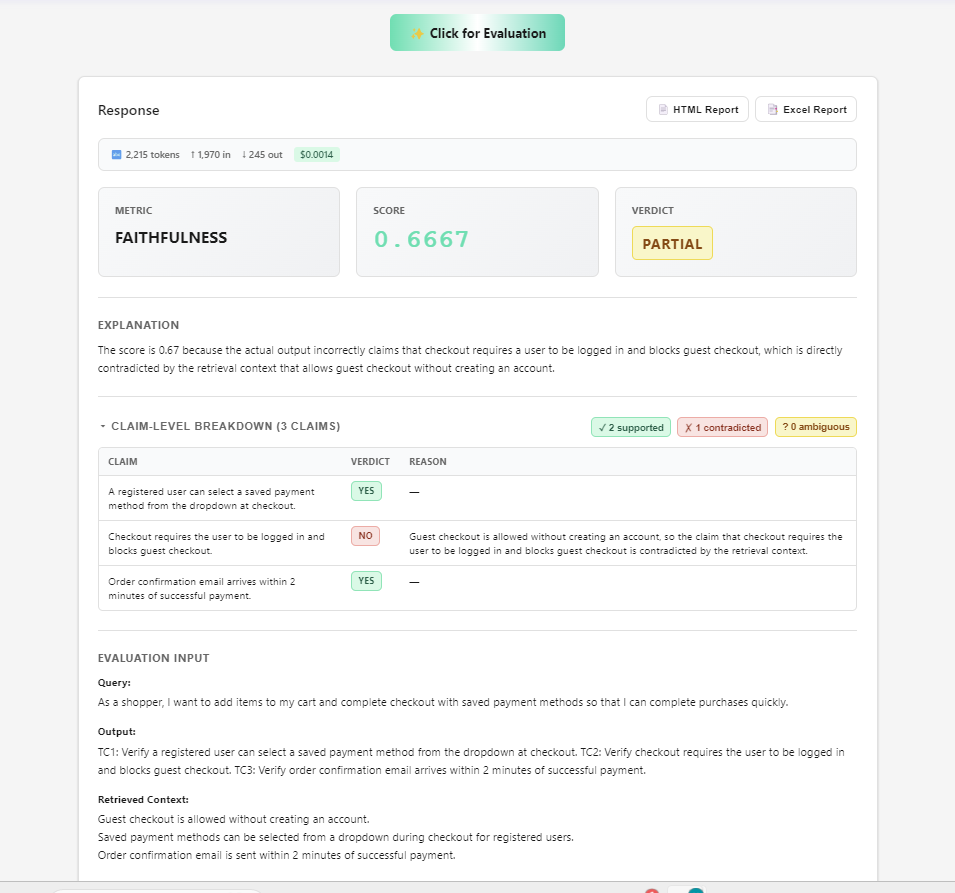 ✨ Click for Evaluation
Response
HTML Report
Excel Report
2,215 tokens ↑ 1,970 in ↓ 245 out $0.0014
METRIC
FAITHFULNESS
SCORE
0.6667
VERDICT
PARTIAL
EXPLANATION
The score is 0.67 because the actual output incorrectly claims that checkout requires a user to be logged in and blocks guest checkout, which is directly
contradicted by the retrieval context that allows guest checkout without creating an account.
CLAIM-LEVEL BREAKDOWN (3 CLAIMS)
✓ 2 supported
✗ 1 contradicted
? 0 ambiguous
CLAIM VERDICT REASON
A registered user can select a saved payment
method from the dropdown at checkout.
YES
—
Checkout requires the user to be logged in and
blocks guest checkout.
NO
Guest checkout is allowed without creating an account, so the claim that checkout requires the
user to be logged in and blocks guest checkout is contradicted by the retrieval context.
Order confirmation email arrives within 2
minutes of successful payment.
YES
—
EVALUATION INPUT
Query:
As a shopper, I want to add items to my cart and complete checkout with saved payment methods so that I can complete purchases quickly.
Output:
TC1: Verify a registered user can select a saved payment method from the dropdown at checkout. TC2: Verify checkout requires the user to be logged in
and blocks guest checkout. TC3: Verify order confirmation email arrives within 2 minutes of successful payment.
Retrieved Context:
Guest checkout is allowed without creating an account.
Saved payment methods can be selected from a dropdown during checkout for registered users.
Order confirmation email is sent within 2 minutes of successful payment.